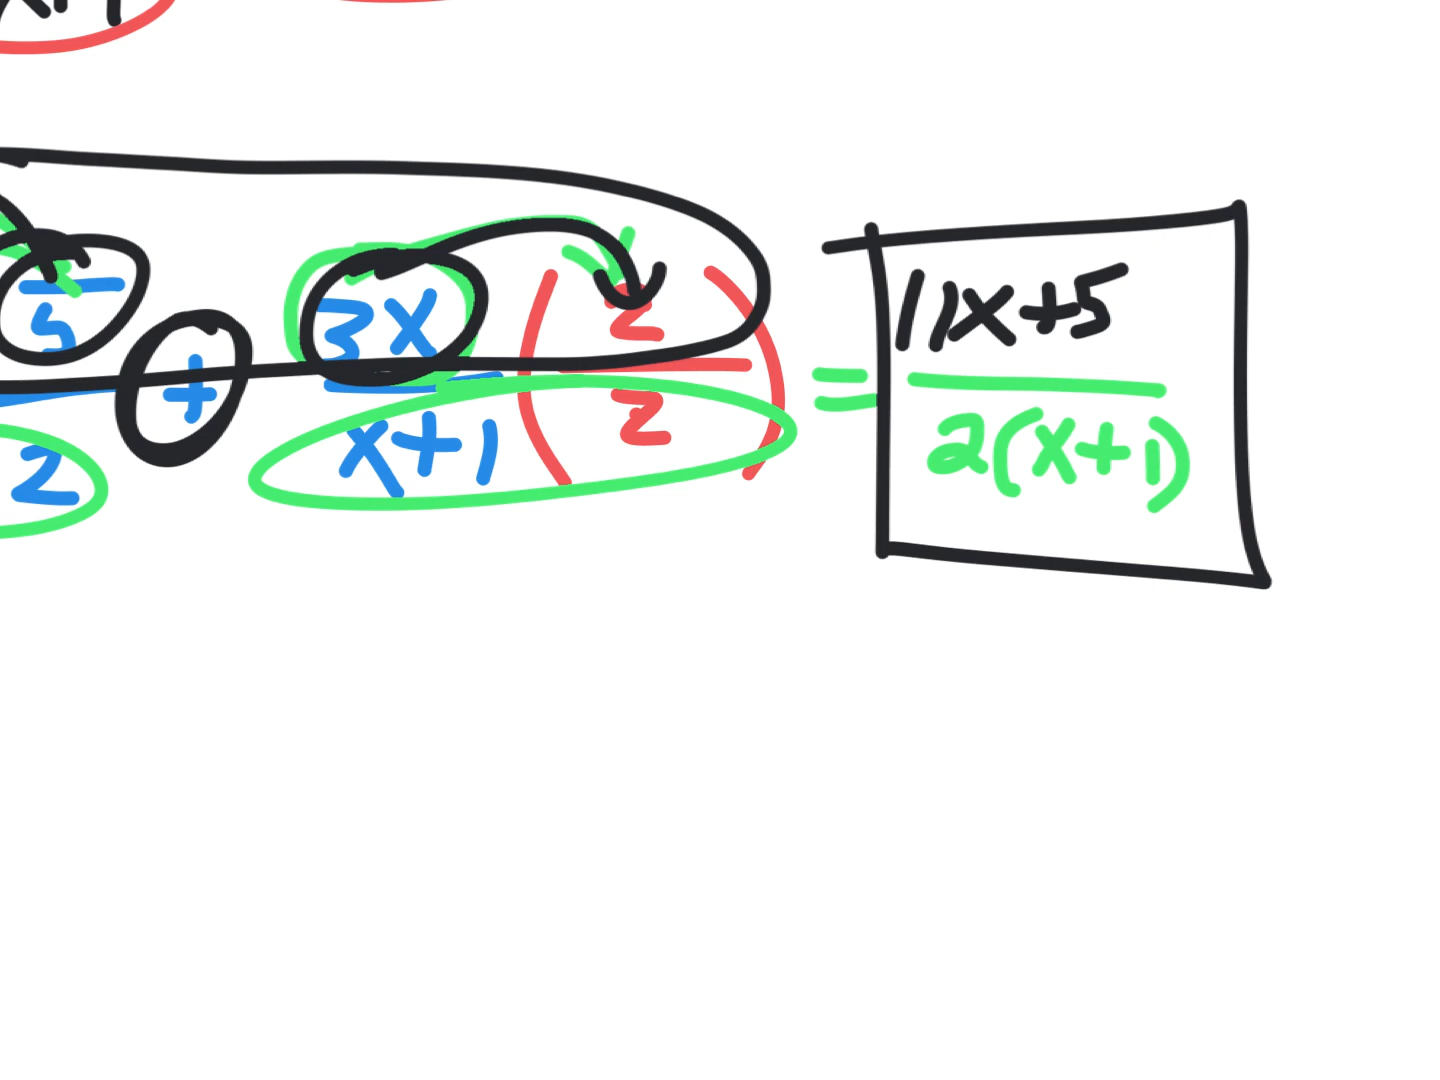 5 + 3x ( 2 = 11x+5
2 x+1 2 ) 2(x+1)